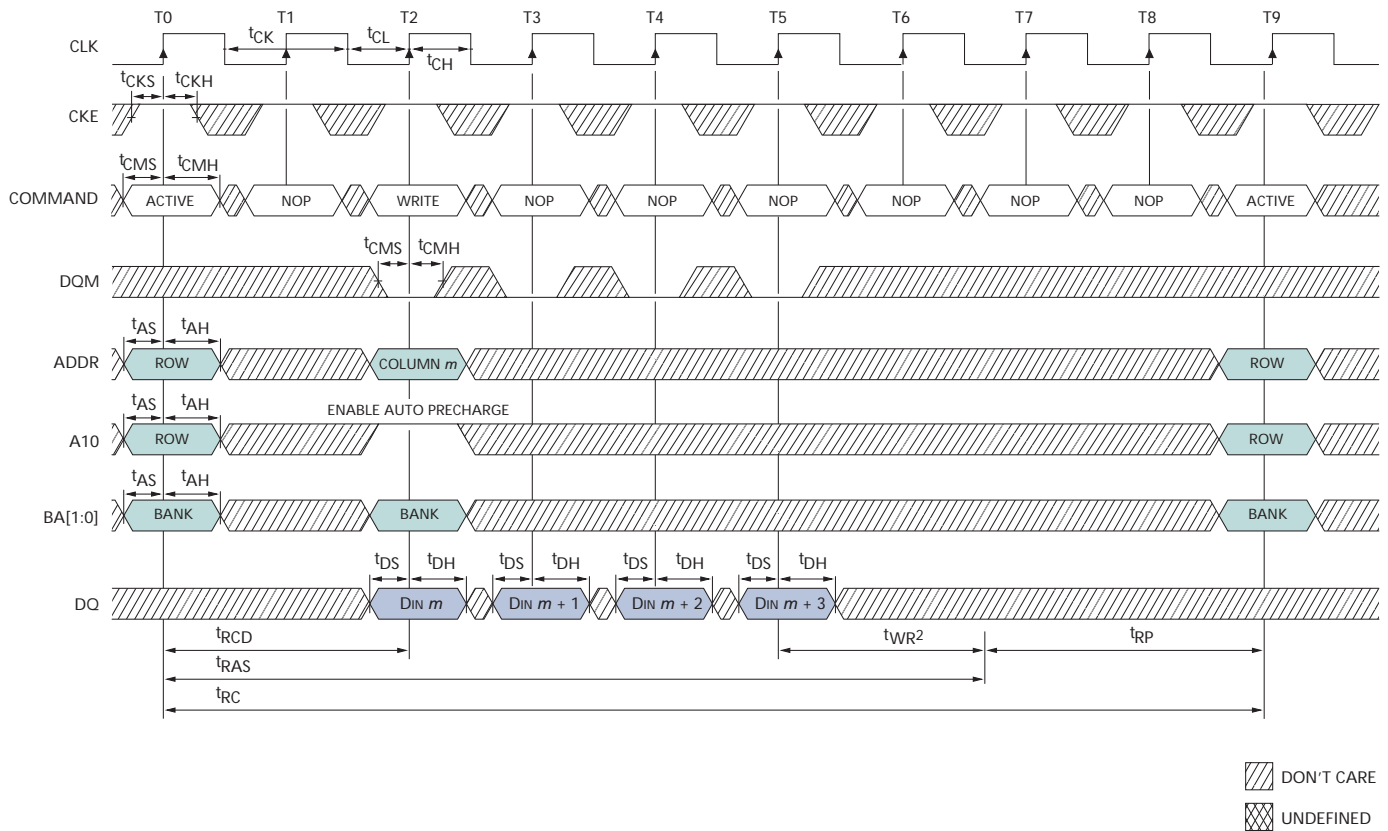 T0 T1 T2 T3 T4 T5 T6 T7 T8 T9
CLK tCK tCL tCH
tCKS tCKH
CKE
tCMS tCMH
COMMAND ACTIVE NOP WRITE NOP NOP NOP NOP NOP NOP ACTIVE
tCMS tCMH
DQM
tAS tAH
ADDR ROW COLUMN m ROW
tAS tAH ENABLE AUTO PRECHARGE
A10 ROW ROW
tAS tAH
BA[1:0] BANK BANK BANK
tDS tDH tDS tDH tDS tDH tDS tDH
DQ DIN m DIN m + 1 DIN m + 2 DIN m + 3
tRCD tWR2 tRP
tRAS
tRC
DON'T CARE
UNDEFINED